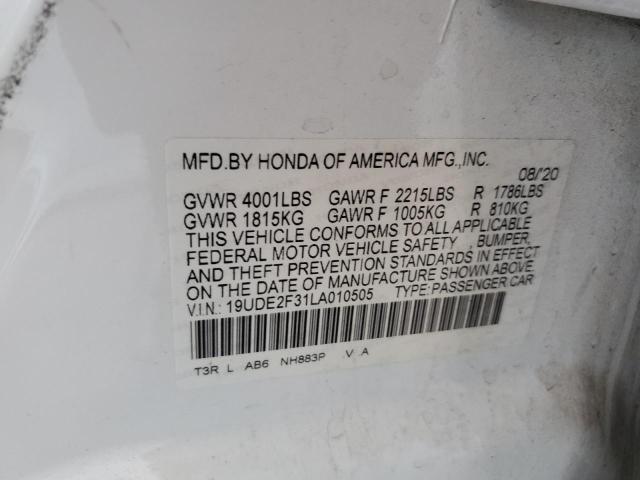 MFD.BY HONDA OF AMERICA MFG.,INC. 08/'20
GVWR 4001LBS GAWR F 2215LBS R 1786LBS
GVWR 1815KG GAWR F 1005KG R 810KG
THIS VEHICLE CONFORMS TO ALL APPLICABLE
FEDERAL MOTOR VEHICLE SAFETY , BUMPER,
AND THEFT PREVENTION STANDARDS IN EFFECT
ON THE DATE OF MANUFACTURE SHOWN ABOVE.
V.I.N.: 19UDE2F31LA010505 TYPE:PASSENGER CAR
T3R L AB6 NH883P V A